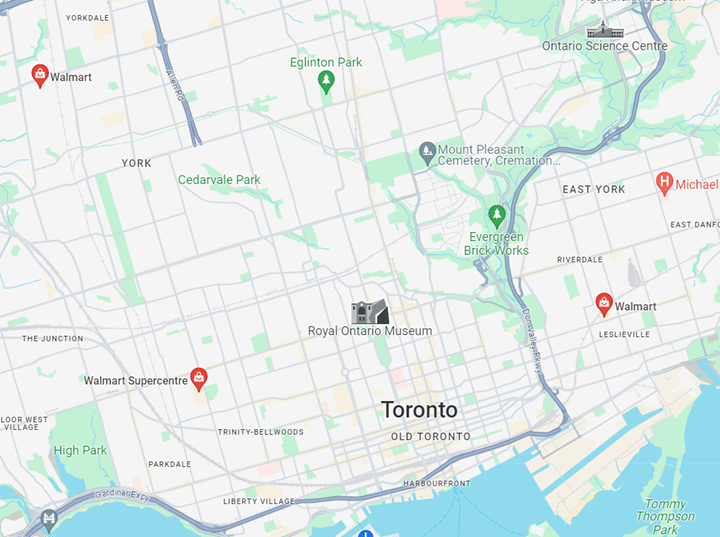 YORKDALE
Ontario Science Centre
Eglinton Park
Walmart
Allen Rd
Mount Pleasant
Cemetery, Cremation...
YORK
Cedarvale Park
EAST YORK
Michael
EAST DANFO
Evergreen
Brick Works
RIVERDALE
Walmart
Don Valley Pkwy
Royal Ontario Museum
THE JUNCTION
LESLIEVILLE
Walmart Supercentre
Toronto
LOOR WEST
VILLAGE
TRINITY-BELLWOODS
OLD TORONTO
High Park
PARKDALE
HARBOURFRONT
Gardiner Expy
LIBERTY VILLAGE
Tommy
Thompson
Park